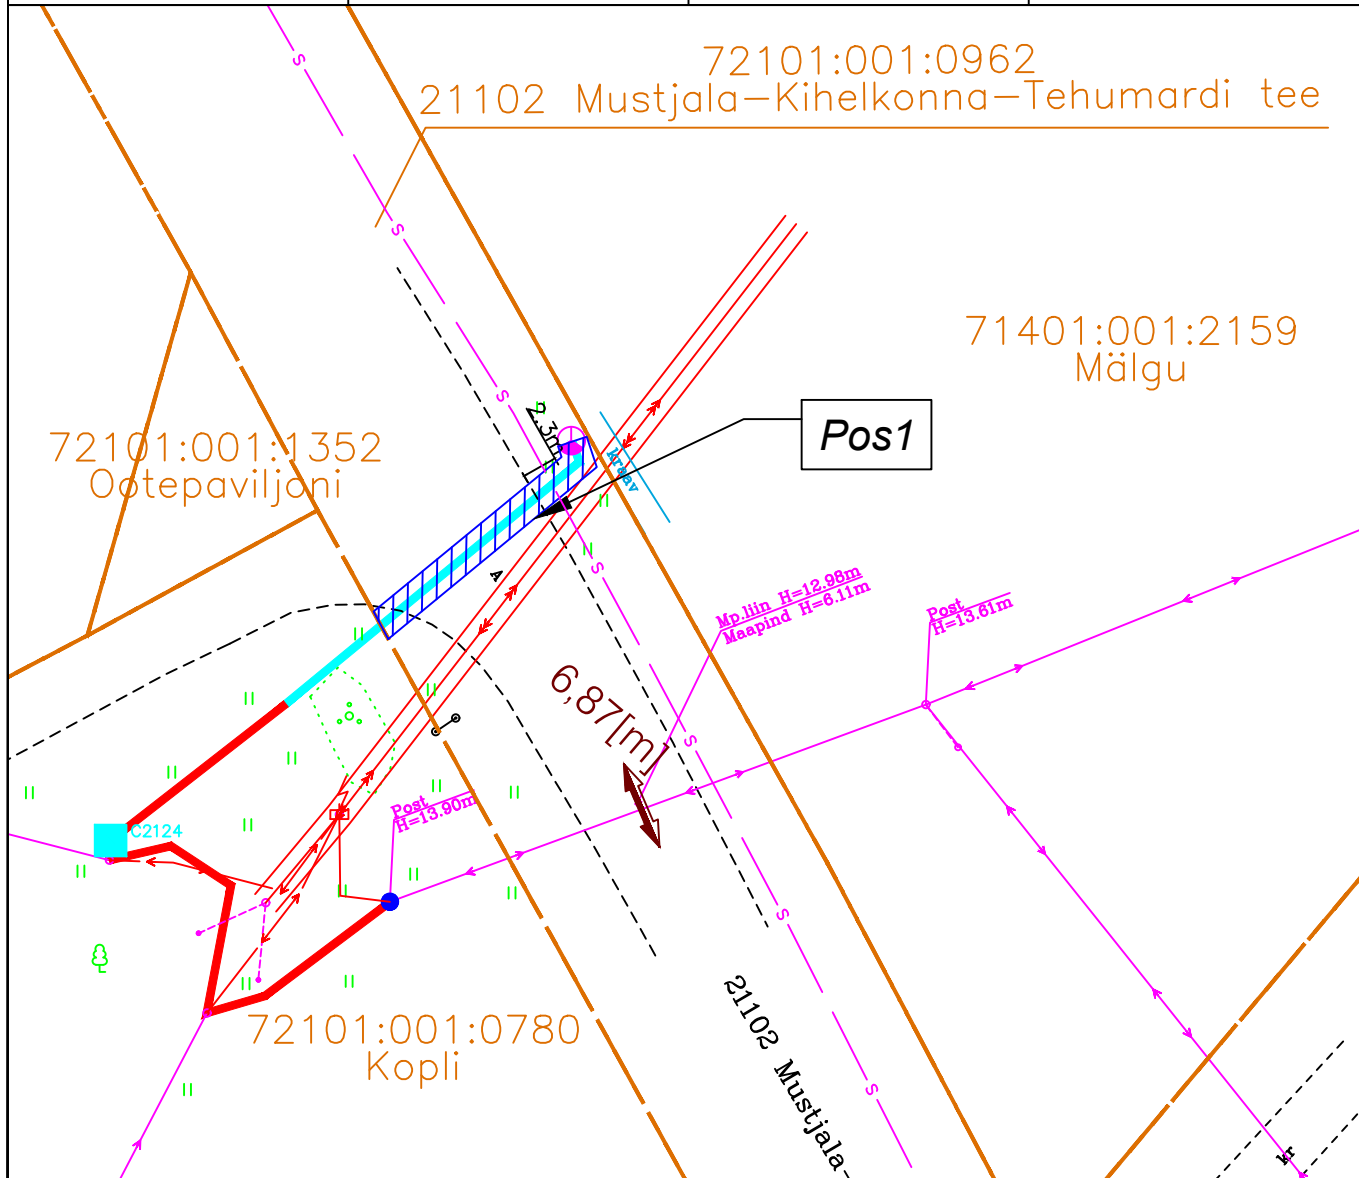 72101:001:0962
21102 Mustjala-Kihelkonna-Tehumardi tee
S
S
71401:001:2159
Mälgu
S
2.3m
Pos1
72101:001:1352
Ootepaviljoni
kraav
A
S
Mp.liin H=12.98m
Maapind H=6.11m
Post
H=13.61m
6,87[m]
S
Post
H=13.90m
C2124
S
21102 Mustjala-
72101:001:0780
Kopli
S
kr